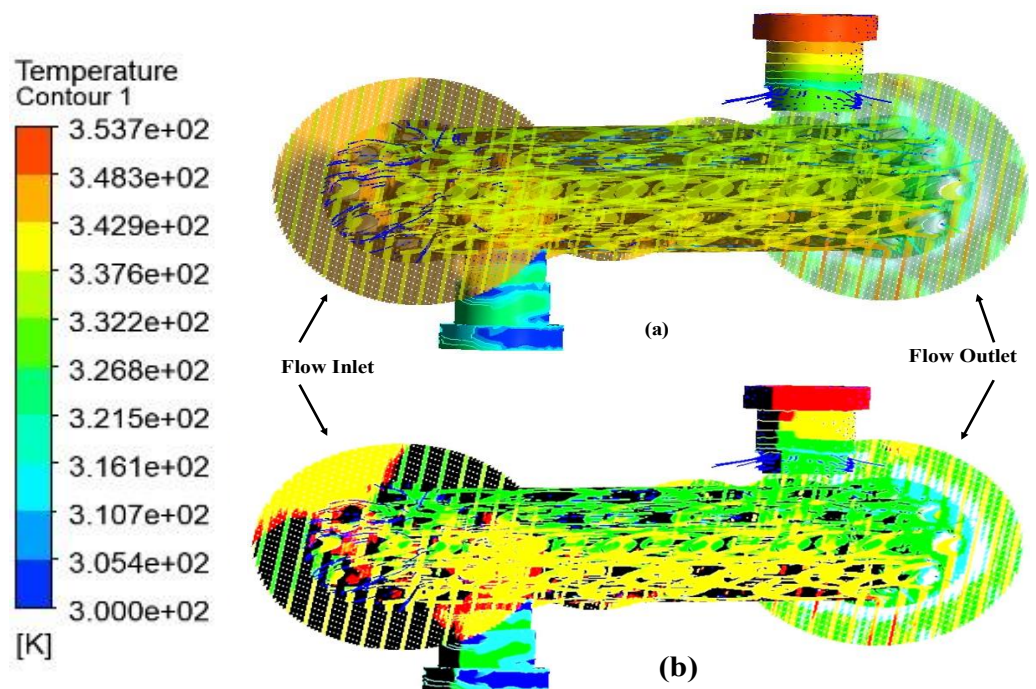 Temperature
Contour 1
3.537e+02
3.483e+02
3.429e+02
3.376e+02
3.322e+02
3.268e+02
3.215e+02
3.161e+02
3.107e+02
3.054e+02
3.000e+02
[K]
(a)
Flow Inlet
Flow Outlet
(b)